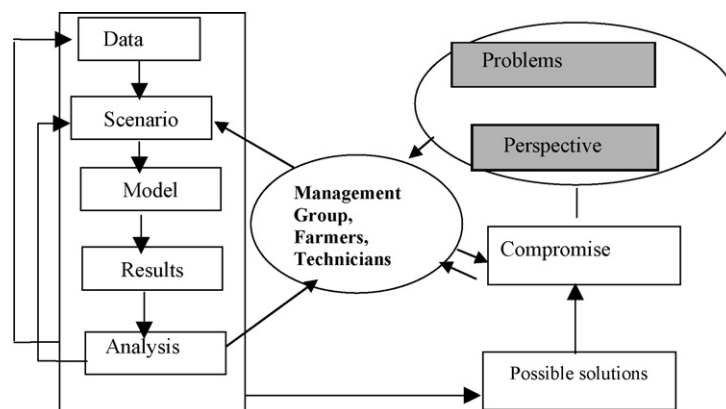 Data
Scenario
Model
Results
Analysis
Management
Group,
Farmers,
Technicians
Problems
Perspective
Compromise
Possible solutions